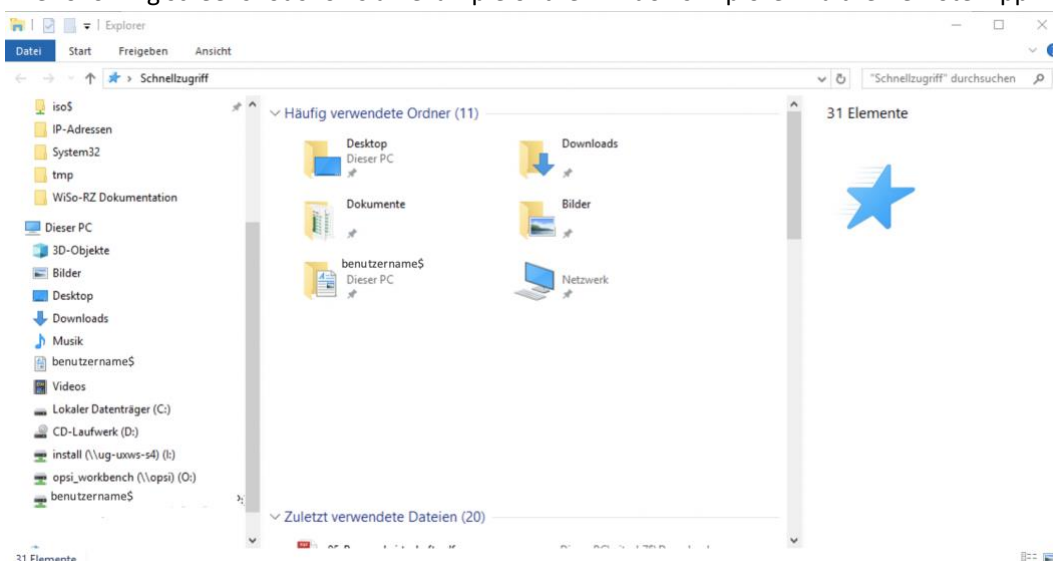 Explorer
Datei Start Freigeben Ansicht
Schnellzugriff
"Schnellzugriff" durchsuchen
iso$
IP-Adressen
System32
tmp
WiSo-RZ Dokumentation
Dieser PC
3D-Objekte
Bilder
Desktop
Downloads
Musik
benutzername$
Videos
Lokaler Datenträger (C:)
CD-Laufwerk (D:)
install (\\ug-uxws-s4) (I:)
opsi_workbench (\\opsi) (O:)
benutzername$
Häufig verwendete Ordner (11)
Desktop
Dieser PC
Downloads
Dokumente
Bilder
benutzername$
Dieser PC
Netzwerk
Zuletzt verwendete Dateien (20)
31 Elemente
31 Elemente